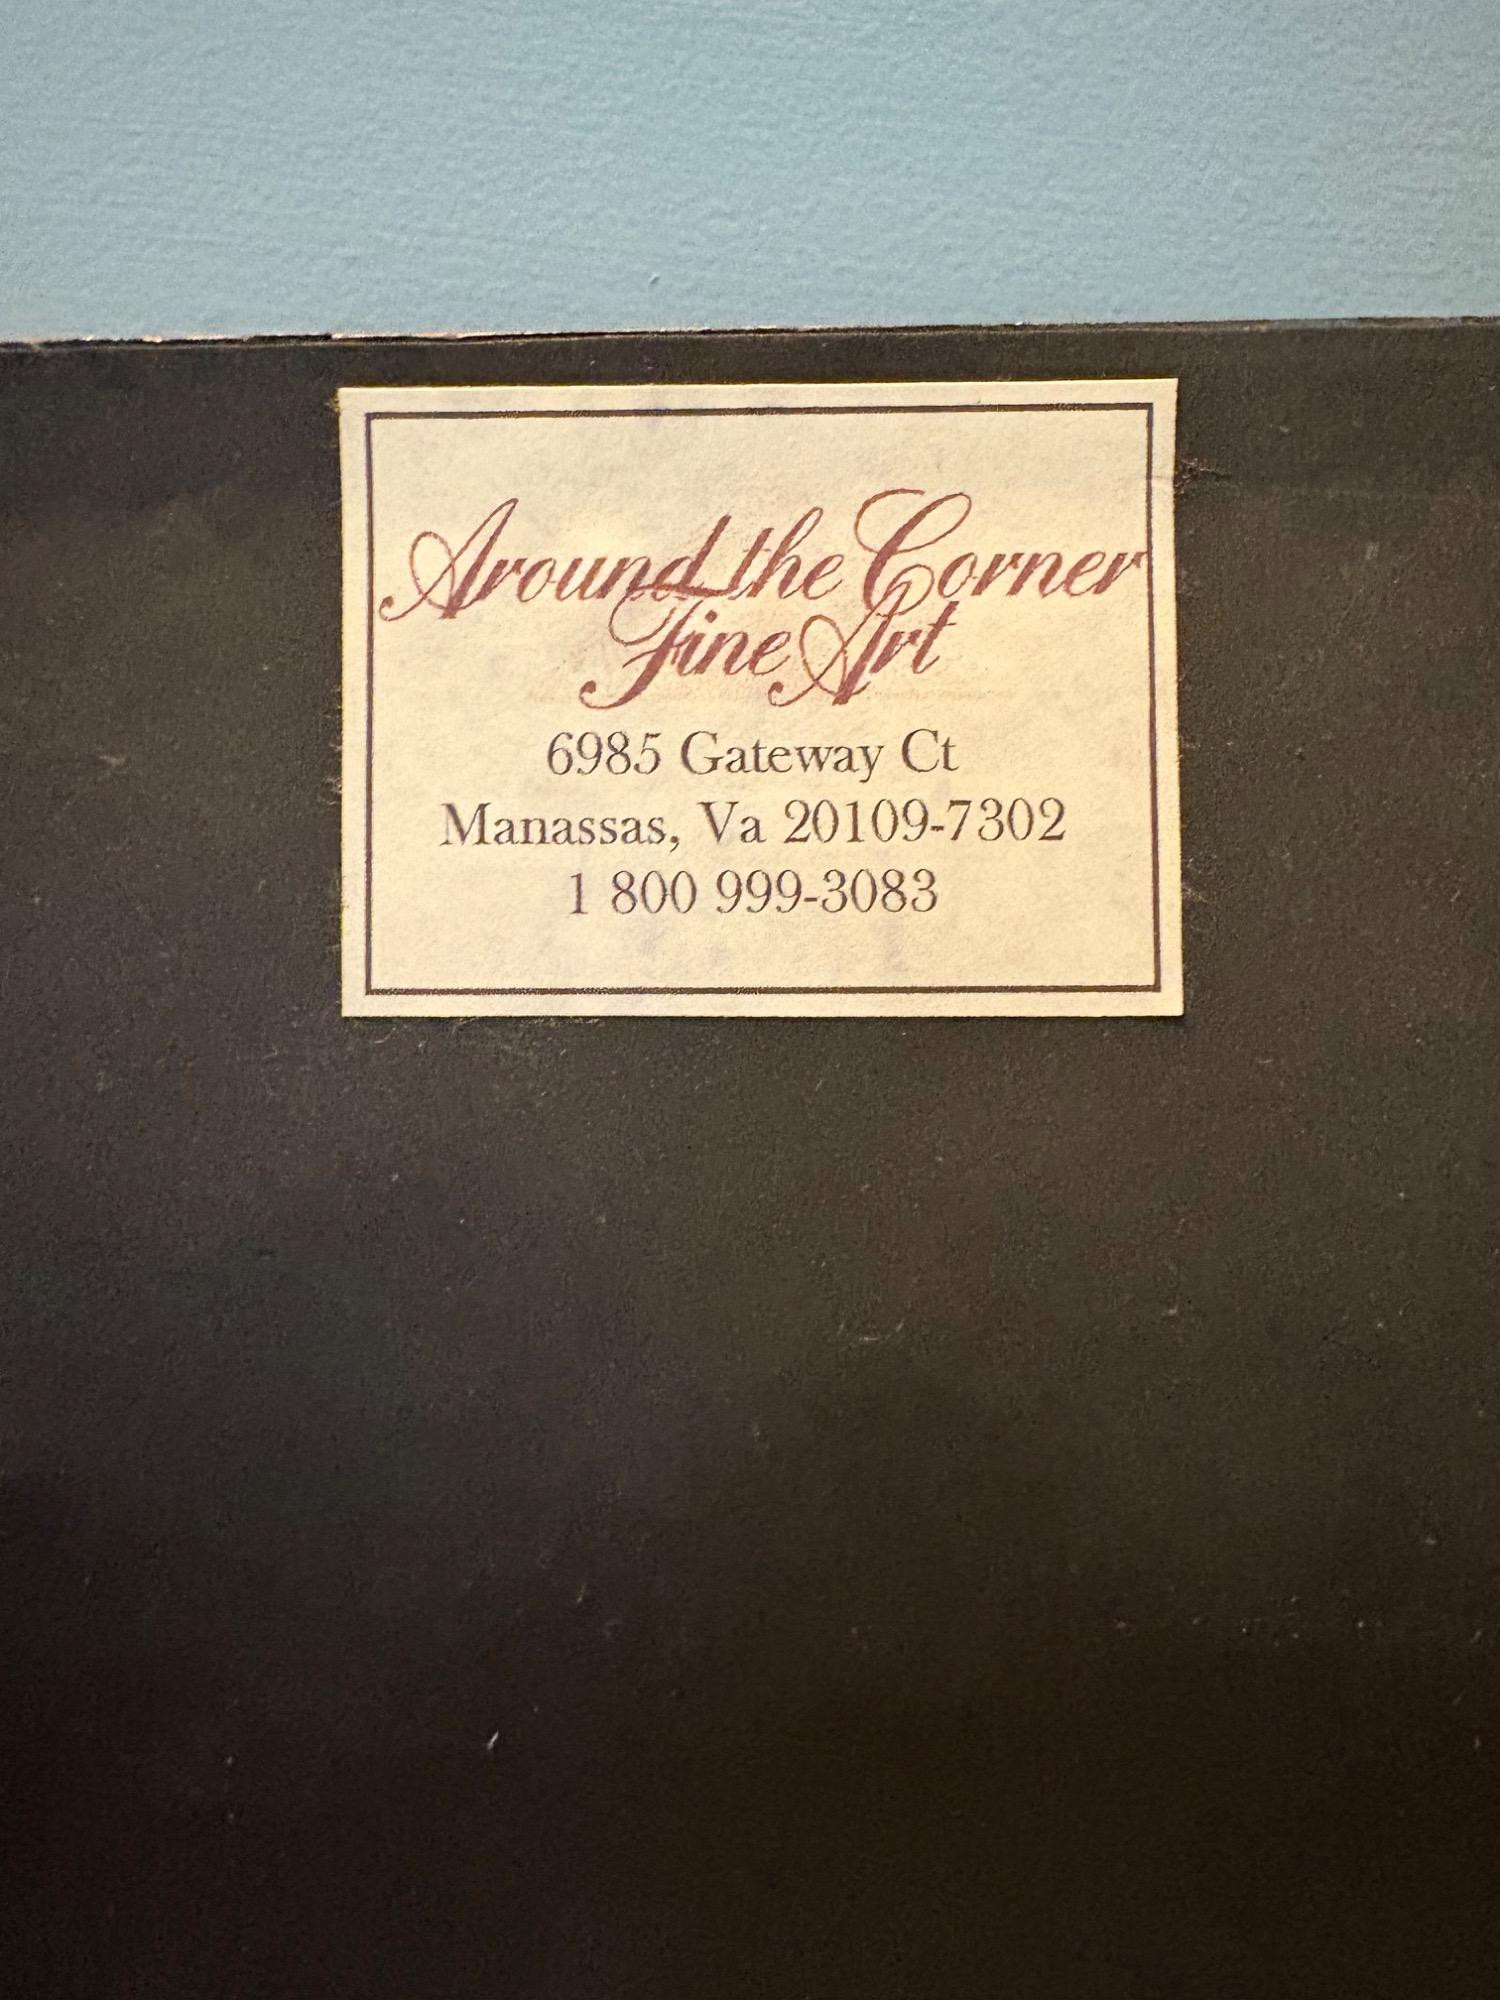 Around the Corner
Fine Art
6985 Gateway Ct
Manassas, Va 20109-7302
1 800 999-3083